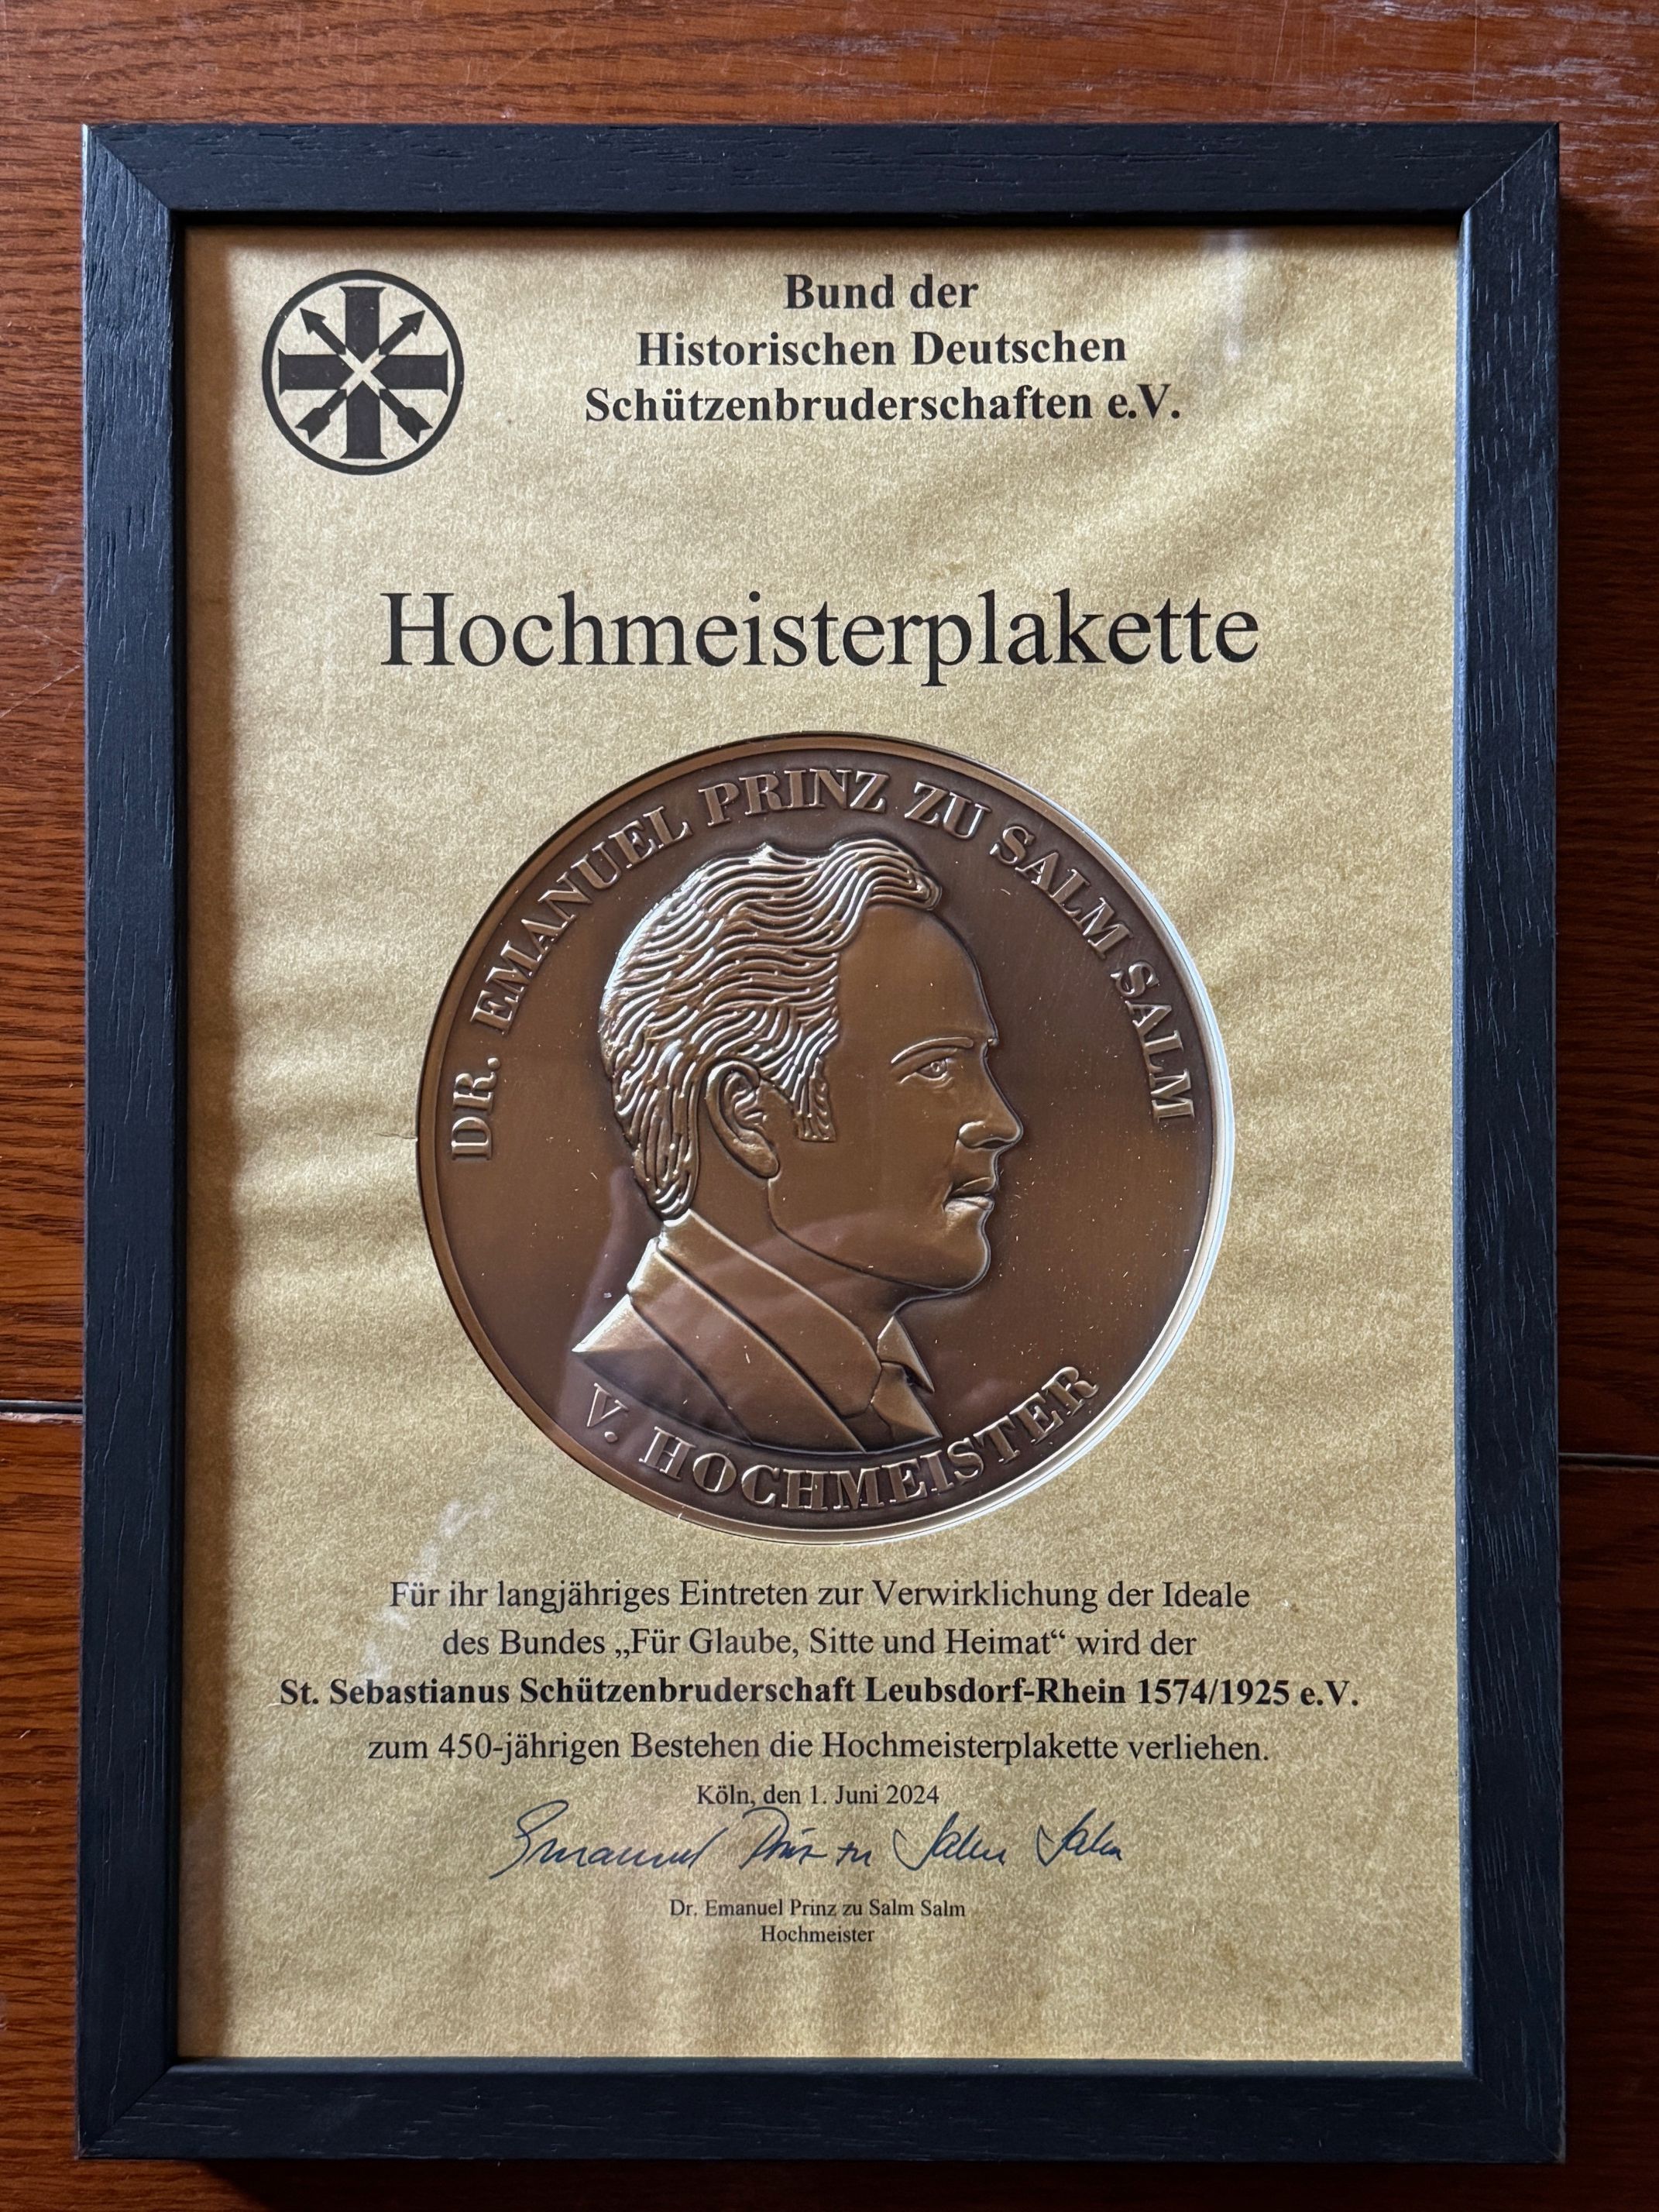 Bund der
Historischen Deutschen
Schützenbruderschaften e.V.
Hochmeisterplakette
DR. EMANUEL PRINZ ZU SALM SALM
V. HOCHMEISTER
Für ihr langjähriges Eintreten zur Verwirklichung der Ideale
des Bundes „Für Glaube, Sitte und Heimat“ wird der
St. Sebastianus Schützenbruderschaft Leubsdorf-Rhein 1574/1925 e.V.
zum 450-jährigen Bestehen die Hochmeisterplakette verliehen.
Köln, den 1. Juni 2024
Emanuel Prinz zu Salm Salm
Dr. Emanuel Prinz zu Salm Salm
Hochmeister